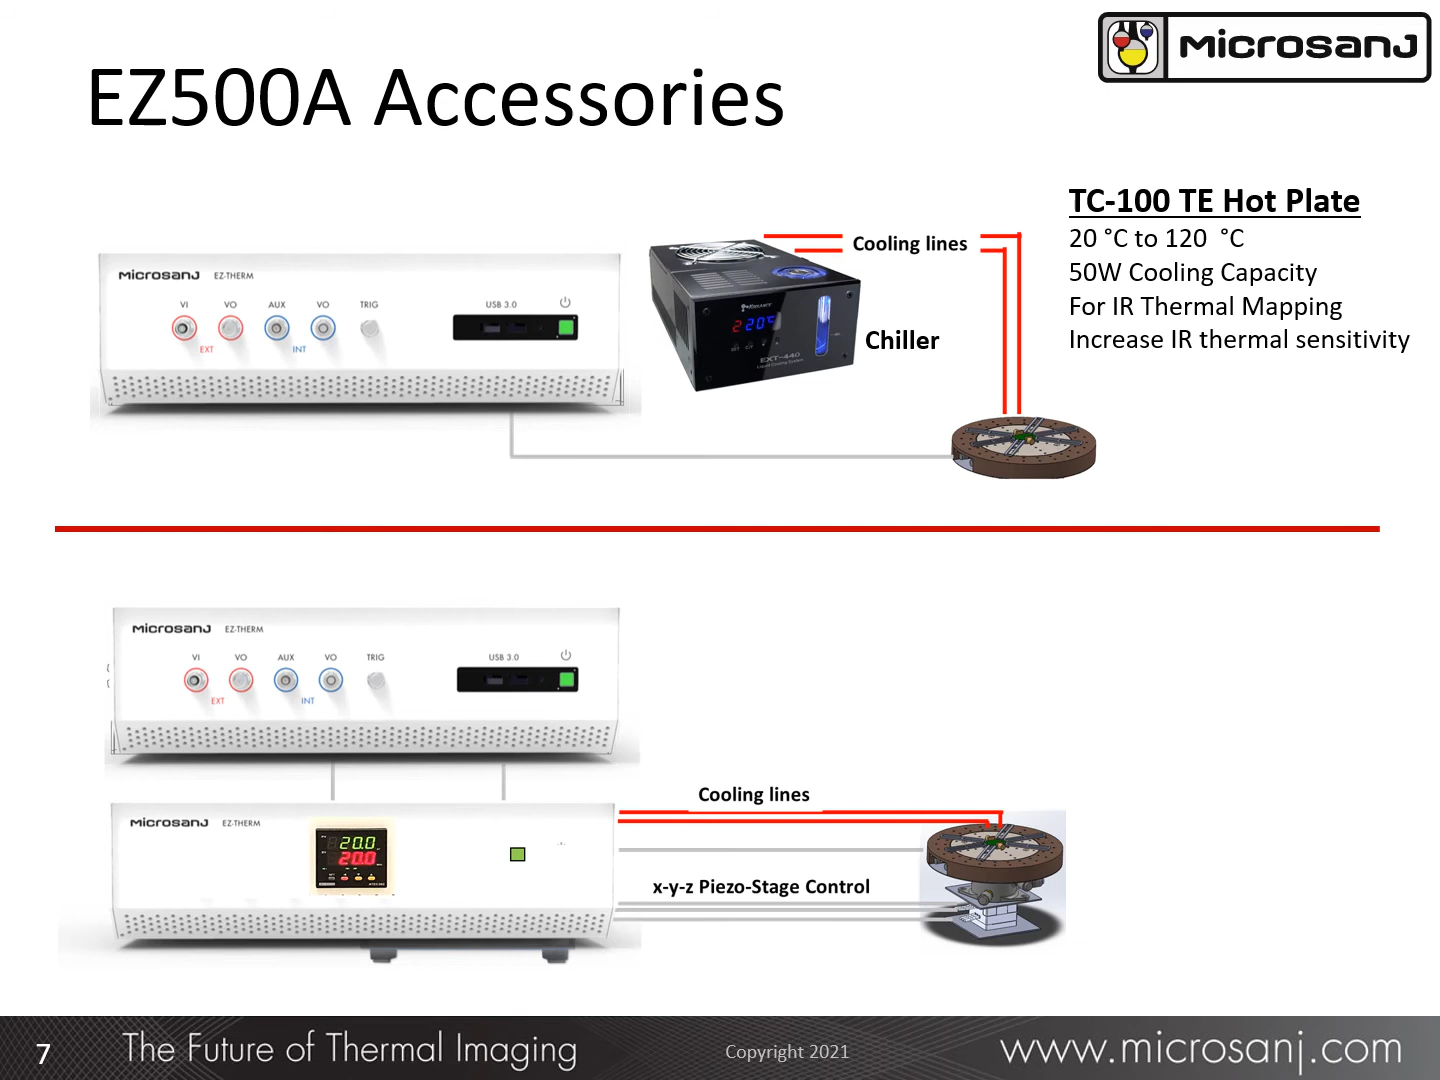 MICROSANJ
EZ500A Accessories
TC-100 TE Hot Plate
20 °C to 120 °C
50W Cooling Capacity
For IR Thermal Mapping
Increase IR thermal sensitivity
Cooling lines
Chiller
KOOLANCE
220°C
EXT-440
Liquid Cooling System
MICROSANJ EZ-THERM
VI VO AUX VO TRIG USB 3.0
EXT INT
MICROSANJ EZ-THERM
VI VO AUX VO TRIG USB 3.0
EXT INT
Cooling lines
MICROSANJ EZ-THERM
20.0
20.0
x-y-z Piezo-Stage Control
7 The Future of Thermal Imaging Copyright 2021 www.microsanj.com